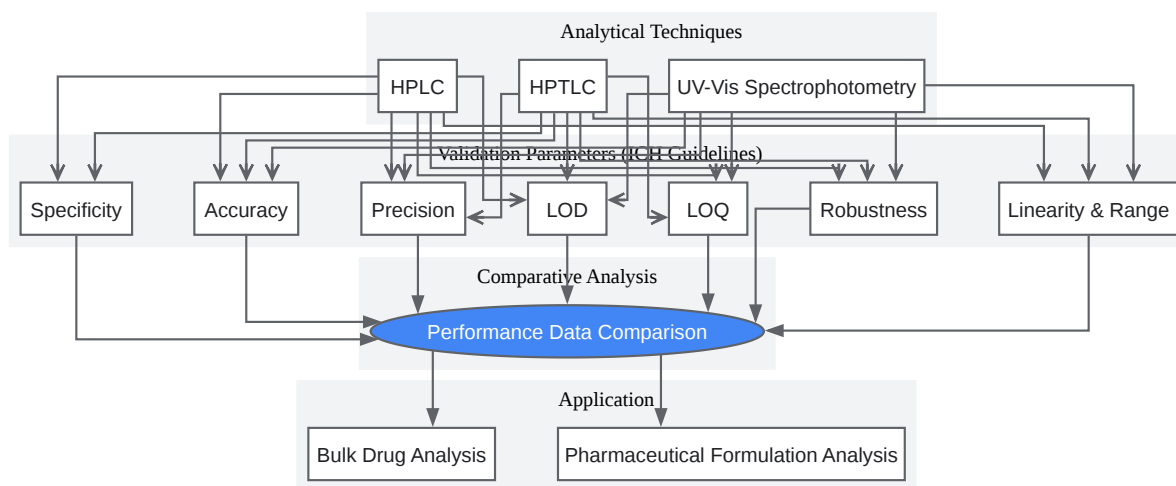 Analytical Techniques
HPLC
HPTLC
UV-Vis Spectrophotometry
Validation Parameters (ICH Guidelines)
Specificity
Accuracy
Precision
LOD
LOQ
Robustness
Linearity & Range
Comparative Analysis
Performance Data Comparison
Application
Bulk Drug Analysis
Pharmaceutical Formulation Analysis